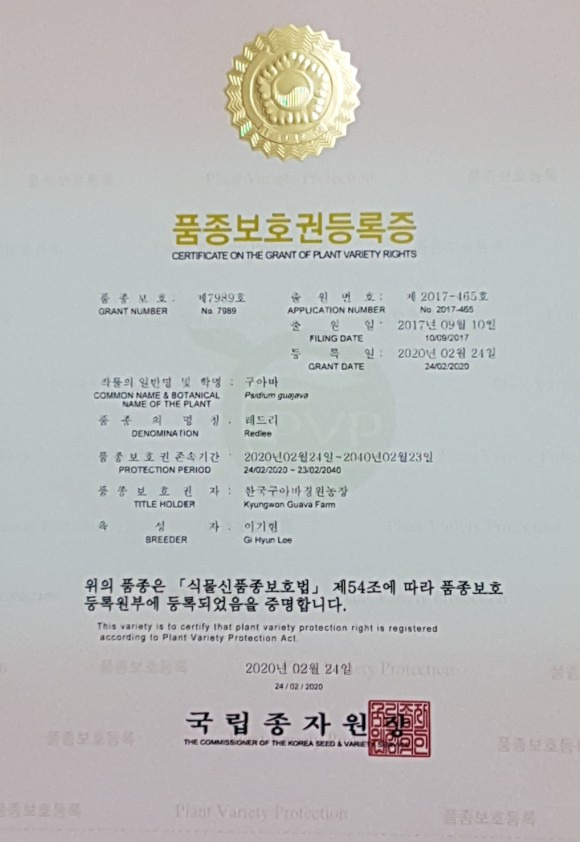 품종보호권등록증
CERTIFICATE ON THE GRANT OF PLANT VARIETY RIGHTS
품종보호: 제7989호
GRANT NUMBER No. 7989
출원번호: 제 2017-465호
APPLICATION NUMBER No 2017-465
출원일: 2017년 09월 10일
FILING DATE 10/09/2017
등록일: 2020년 02월 24일
GRANT DATE 24/02/2020
작물의 일반명 및 학명: 구아바
COMMON NAME & BOTANICAL NAME OF THE PLANT Psidium guajava
품종의 명칭: 레드리
DENOMINATION Redlee
품종보호권 존속기간: 2020년02월24일~2040년02월23일
PROTECTION PERIOD 24/02/2020 ~ 23/02/2040
품종보호권자: 한국구아바경원농장
TITLE HOLDER Kyungwon Guava Farm
육성자: 이기현
BREEDER Gi Hyun Lee
위의 품종은 「식물신품종보호법」 제54조에 따라 품종보호
등록원부에 등록되었음을 증명합니다.
This variety is to certify that plant variety protection right is registered
according to Plant Variety Protection Act.
2020년 02월 24일
24 / 02 / 2020
국립종자원장
THE COMMISSIONER OF THE KOREA SEED & VARIETY
Plant Variety Protection
품종보호등록